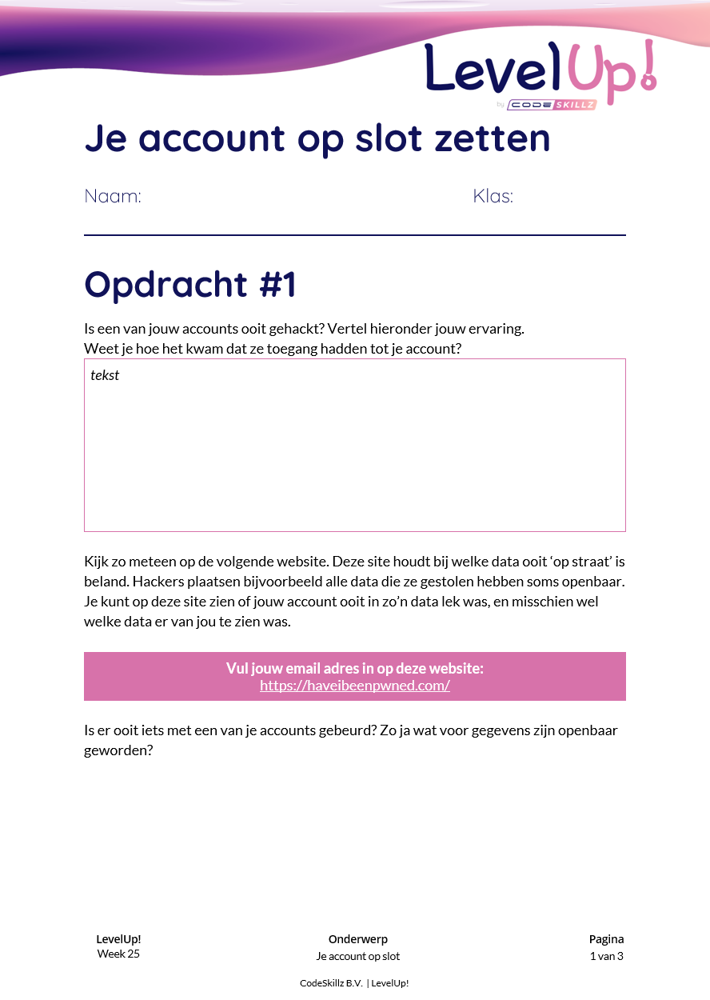 LevelUp!
by CODESKILLZ
Je account op slot zetten
Naam: Klas:
Opdracht #1
Is een van jouw accounts ooit gehackt? Vertel hieronder jouw ervaring.
Weet je hoe het kwam dat ze toegang hadden tot je account?
tekst
Kijk zo meteen op de volgende website. Deze site houdt bij welke data ooit ‘op straat’ is
beland. Hackers plaatsen bijvoorbeeld alle data die ze gestolen hebben soms openbaar.
Je kunt op deze site zien of jouw account ooit in zo’n data lek was, en misschien wel
welke data er van jou te zien was.
Vul jouw email adres in op deze website:
https://haveibeenpwned.com/
Is er ooit iets met een van je accounts gebeurd? Zo ja wat voor gegevens zijn openbaar
geworden?
LevelUp! Onderwerp Pagina
Week 25 Je account op slot 1 van 3
CodeSkillz B.V. | LevelUp!